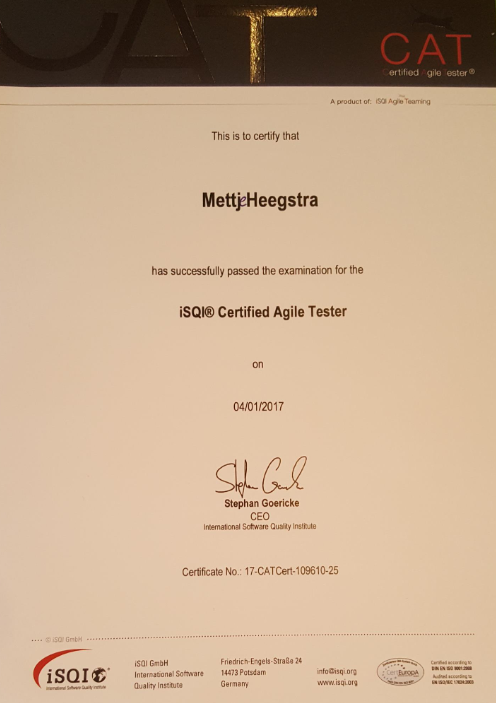 CAT
CAT
Certified Agile Tester®
A product of: iSQI Agile Teaming
This is to certify that
Mettje Heegstra
has successfully passed the examination for the
iSQI® Certified Agile Tester
on
04/01/2017
Stephan Goericke
CEO
International Software Quality Institute
Certificate No.: 17-CATCert-109610-25
© iSQI GmbH
iSQI
International Software Quality Institute
iSQI GmbH
International Software
Quality Institute
Friedrich-Engels-Straße 24
14473 Potsdam
Germany
info@isqi.org
www.isqi.org
CertEuropA
Certified according to
DIN EN ISO 9001:2008
Audited according to
EN ISO/IEC 17024:2003